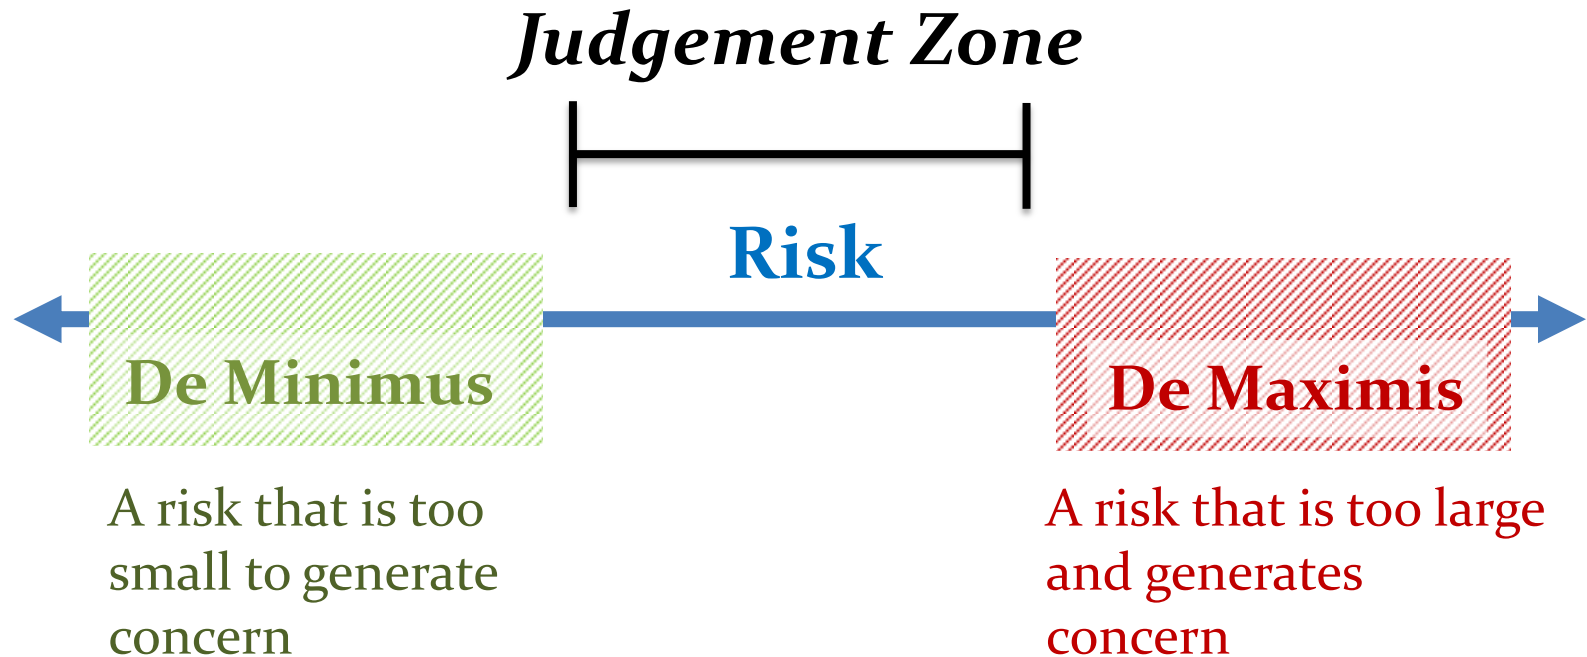 Judgement Zone
Risk
De Minimus
De Maximis
A risk that is too
small to generate
concern
A risk that is too large
and generates
concern